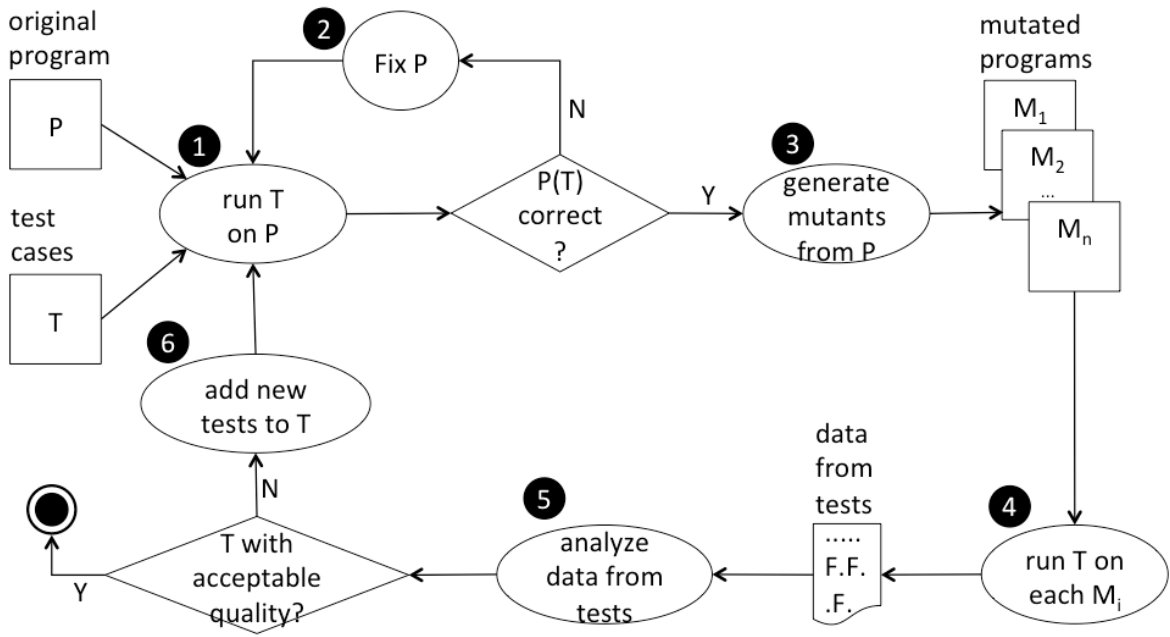 original
program
P
test
cases
T
1
run T
on P
2
Fix P
N
P(T)
correct
?
Y
3
generate
mutants
from P
mutated
programs
M1
M2
...
Mn
4
run T on
each Mi
data
from
tests
.....
F.F.
.F.
5
analyze
data from
tests
T with
acceptable
quality?
Y
N
6
add new
tests to T